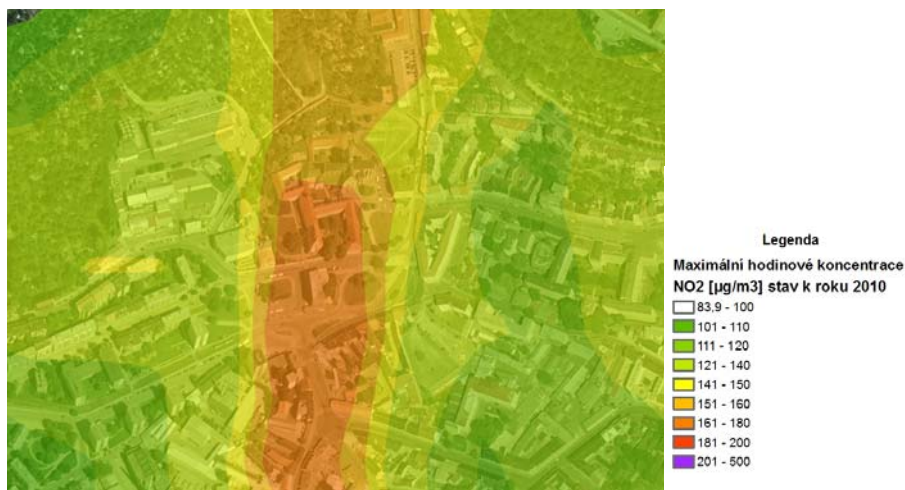 Legenda
Maximální hodinové koncentrace
NO2 [µg/m3] stav k roku 2010
83,9 - 100
101 - 110
111 - 120
121 - 140
141 - 150
151 - 160
161 - 180
181 - 200
201 - 500